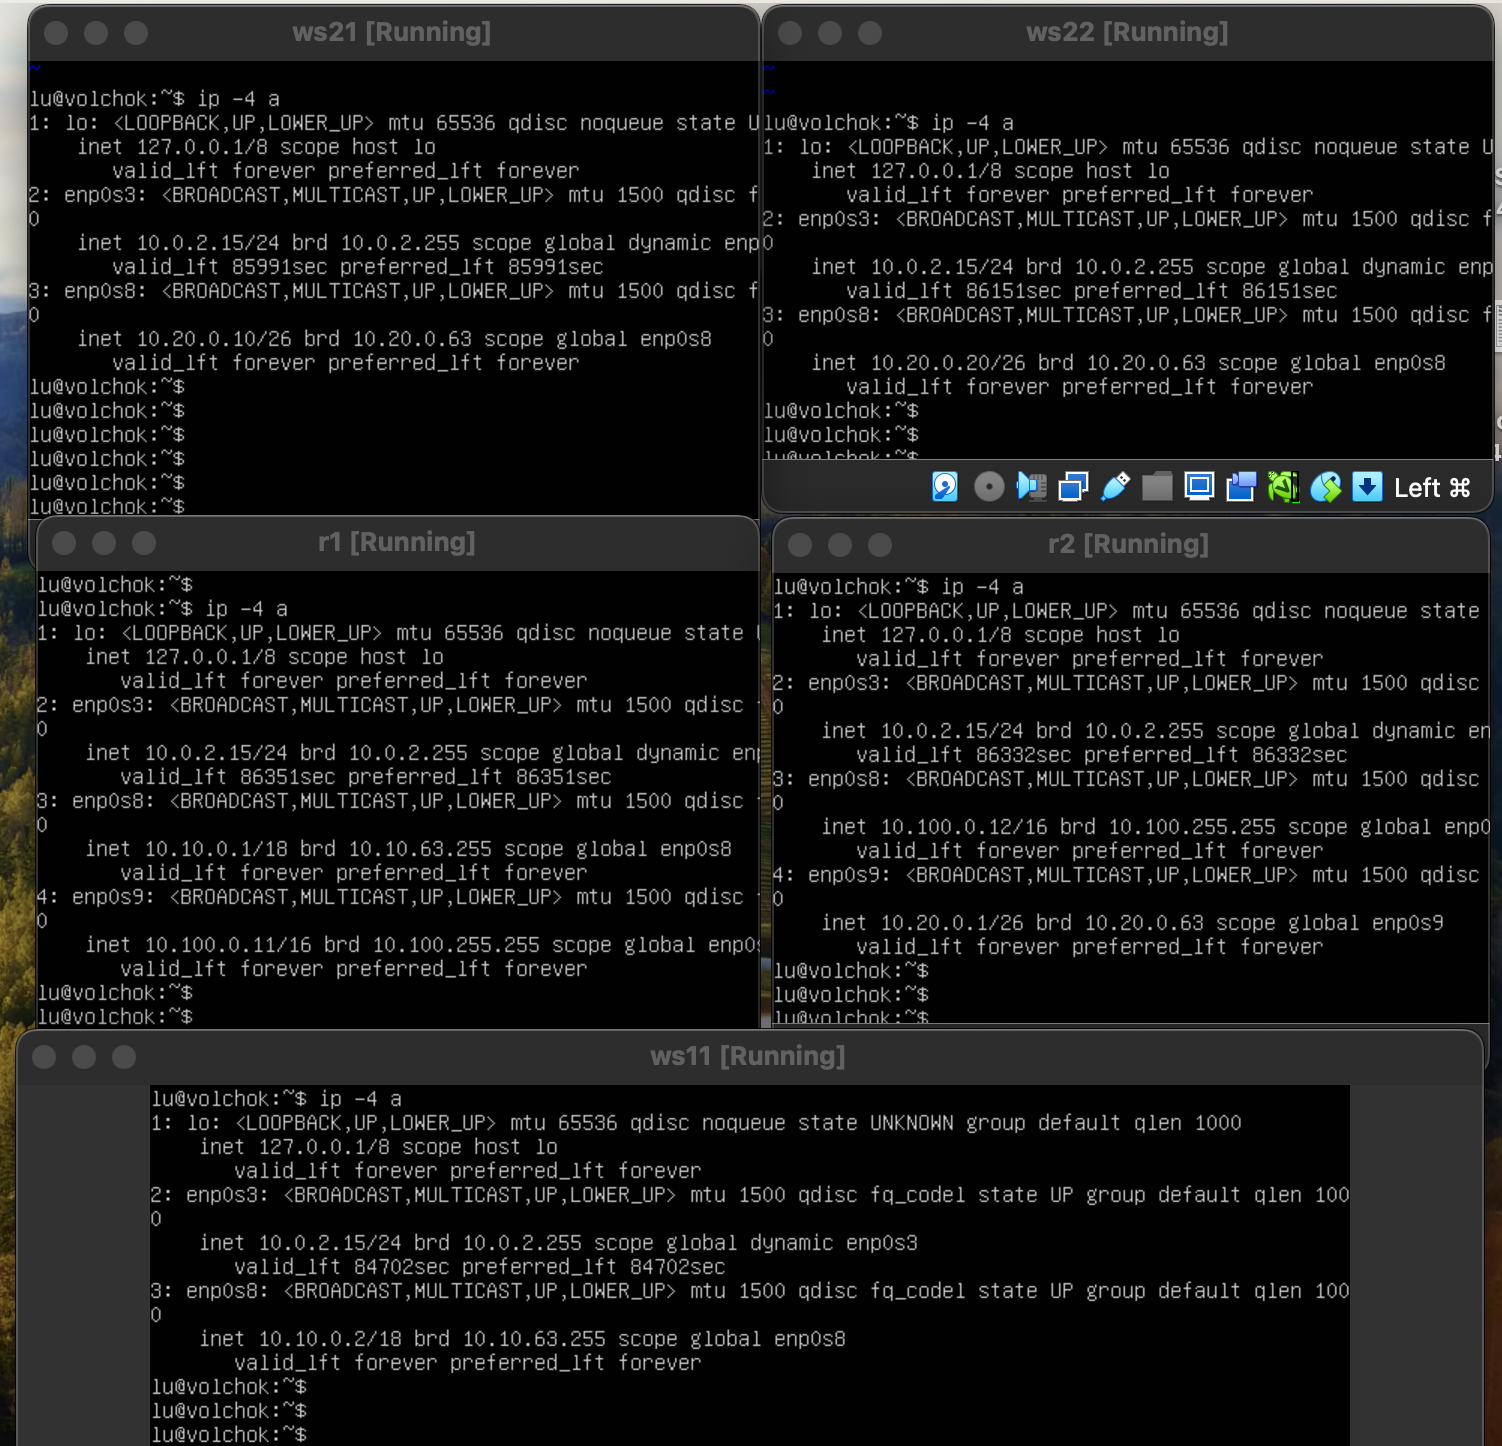 ws21 [Running]
~
lu@volchok:~$ ip -4 a
1: lo: <LOOPBACK,UP,LOWER_UP> mtu 65536 qdisc noqueue state U
inet 127.0.0.1/8 scope host lo
valid_lft forever preferred_lft forever
2: enp0s3: <BROADCAST,MULTICAST,UP,LOWER_UP> mtu 1500 qdisc f
0
inet 10.0.2.15/24 brd 10.0.2.255 scope global dynamic enp
valid_lft 85991sec preferred_lft 85991sec
3: enp0s8: <BROADCAST,MULTICAST,UP,LOWER_UP> mtu 1500 qdisc f
0
inet 10.20.0.10/26 brd 10.20.0.63 scope global enp0s8
valid_lft forever preferred_lft forever
lu@volchok:~$
lu@volchok:~$
lu@volchok:~$
lu@volchok:~$
lu@volchok:~$
lu@volchok:~$
ws22 [Running]
~
~
lu@volchok:~$ ip -4 a
1: lo: <LOOPBACK,UP,LOWER_UP> mtu 65536 qdisc noqueue state U
inet 127.0.0.1/8 scope host lo
valid_lft forever preferred_lft forever
2: enp0s3: <BROADCAST,MULTICAST,UP,LOWER_UP> mtu 1500 qdisc f
0
inet 10.0.2.15/24 brd 10.0.2.255 scope global dynamic enp
valid_lft 86151sec preferred_lft 86151sec
3: enp0s8: <BROADCAST,MULTICAST,UP,LOWER_UP> mtu 1500 qdisc f
0
inet 10.20.0.20/26 brd 10.20.0.63 scope global enp0s8
valid_lft forever preferred_lft forever
lu@volchok:~$
lu@volchok:~$
lu@volchok:~$
Left ⌘
r1 [Running]
lu@volchok:~$
lu@volchok:~$ ip -4 a
1: lo: <LOOPBACK,UP,LOWER_UP> mtu 65536 qdisc noqueue state U
inet 127.0.0.1/8 scope host lo
valid_lft forever preferred_lft forever
2: enp0s3: <BROADCAST,MULTICAST,UP,LOWER_UP> mtu 1500 qdisc
0
inet 10.0.2.15/24 brd 10.0.2.255 scope global dynamic enp
valid_lft 86351sec preferred_lft 86351sec
3: enp0s8: <BROADCAST,MULTICAST,UP,LOWER_UP> mtu 1500 qdisc
0
inet 10.10.0.1/18 brd 10.10.63.255 scope global enp0s8
valid_lft forever preferred_lft forever
4: enp0s9: <BROADCAST,MULTICAST,UP,LOWER_UP> mtu 1500 qdisc
0
inet 10.100.0.11/16 brd 10.100.255.255 scope global enp0s
valid_lft forever preferred_lft forever
lu@volchok:~$
lu@volchok:~$
r2 [Running]
lu@volchok:~$ ip -4 a
1: lo: <LOOPBACK,UP,LOWER_UP> mtu 65536 qdisc noqueue state
inet 127.0.0.1/8 scope host lo
valid_lft forever preferred_lft forever
2: enp0s3: <BROADCAST,MULTICAST,UP,LOWER_UP> mtu 1500 qdisc
0
inet 10.0.2.15/24 brd 10.0.2.255 scope global dynamic en
valid_lft 86332sec preferred_lft 86332sec
3: enp0s8: <BROADCAST,MULTICAST,UP,LOWER_UP> mtu 1500 qdisc
0
inet 10.100.0.12/16 brd 10.100.255.255 scope global enp0
valid_lft forever preferred_lft forever
4: enp0s9: <BROADCAST,MULTICAST,UP,LOWER_UP> mtu 1500 qdisc
0
inet 10.20.0.1/26 brd 10.20.0.63 scope global enp0s9
valid_lft forever preferred_lft forever
lu@volchok:~$
lu@volchok:~$
lu@volchok:~$
ws11 [Running]
lu@volchok:~$ ip -4 a
1: lo: <LOOPBACK,UP,LOWER_UP> mtu 65536 qdisc noqueue state UNKNOWN group default qlen 1000
inet 127.0.0.1/8 scope host lo
valid_lft forever preferred_lft forever
2: enp0s3: <BROADCAST,MULTICAST,UP,LOWER_UP> mtu 1500 qdisc fq_codel state UP group default qlen 100
0
inet 10.0.2.15/24 brd 10.0.2.255 scope global dynamic enp0s3
valid_lft 84702sec preferred_lft 84702sec
3: enp0s8: <BROADCAST,MULTICAST,UP,LOWER_UP> mtu 1500 qdisc fq_codel state UP group default qlen 100
0
inet 10.10.0.2/18 brd 10.10.63.255 scope global enp0s8
valid_lft forever preferred_lft forever
lu@volchok:~$
lu@volchok:~$
lu@volchok:~$